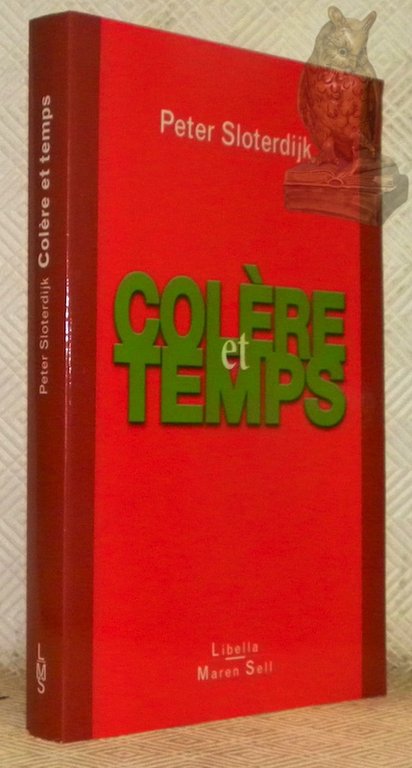 Peter Sloterdijk
COLÈRE
et
TEMPS
Libella
Maren Sell
Peter Sloterdijk Colère et temps